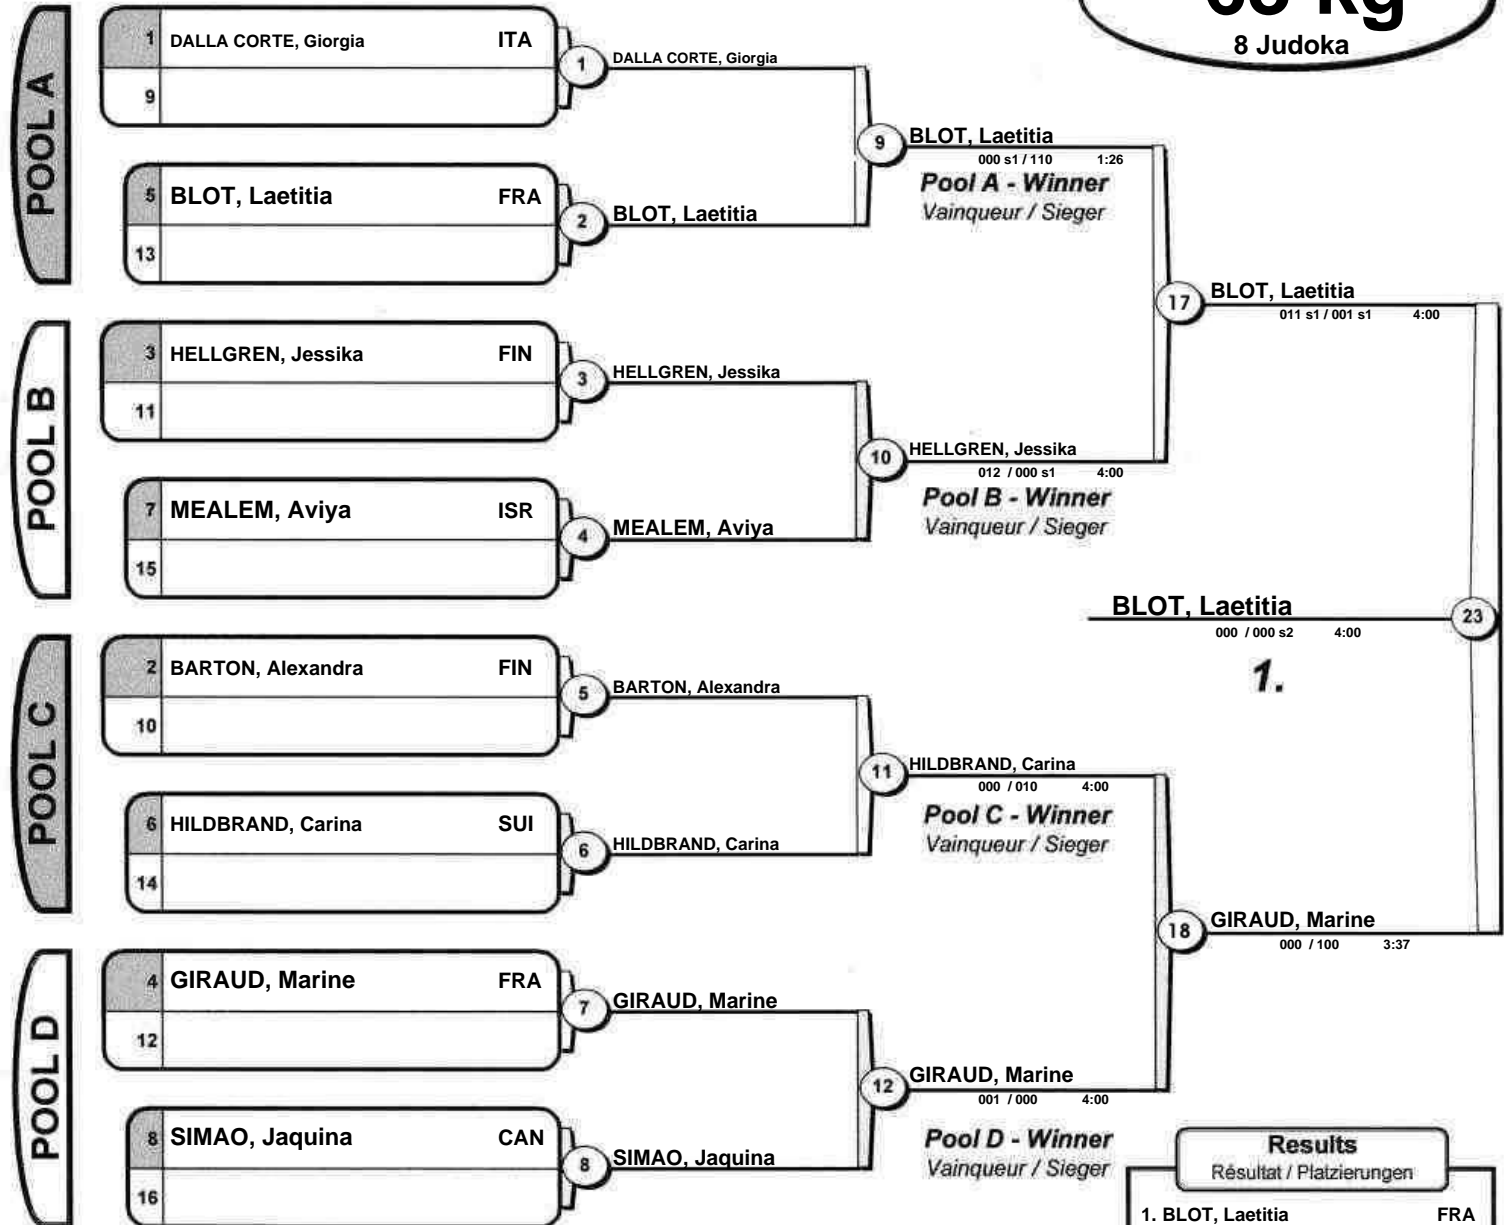 kg
8 Judoka
POOL A
1 DALLA CORTE, Giorgia ITA
9
1 DALLA CORTE, Giorgia
5 BLOT, Laetitia FRA
13
2 BLOT, Laetitia
9 BLOT, Laetitia
000 s1 / 110 1:26
Pool A - Winner
Vainqueur / Sieger
POOL B
3 HELLGREN, Jessika FIN
11
3 HELLGREN, Jessika
7 MEALEM, Aviya ISR
15
4 MEALEM, Aviya
10 HELLGREN, Jessika
012 / 000 s1 4:00
Pool B - Winner
Vainqueur / Sieger
17 BLOT, Laetitia
011 s1 / 001 s1 4:00
BLOT, Laetitia 23
000 / 000 s2 4:00
1.
POOL C
2 BARTON, Alexandra FIN
10
5 BARTON, Alexandra
6 HILDBRAND, Carina SUI
14
6 HILDBRAND, Carina
11 HILDBRAND, Carina
000 / 010 4:00
Pool C - Winner
Vainqueur / Sieger
POOL D
4 GIRAUD, Marine FRA
12
7 GIRAUD, Marine
8 SIMAO, Jaquina CAN
16
8 SIMAO, Jaquina
12 GIRAUD, Marine
001 / 000 4:00
Pool D - Winner
Vainqueur / Sieger
18 GIRAUD, Marine
000 / 100 3:37
Results
Résultat / Platzierungen
1. BLOT, Laetitia FRA